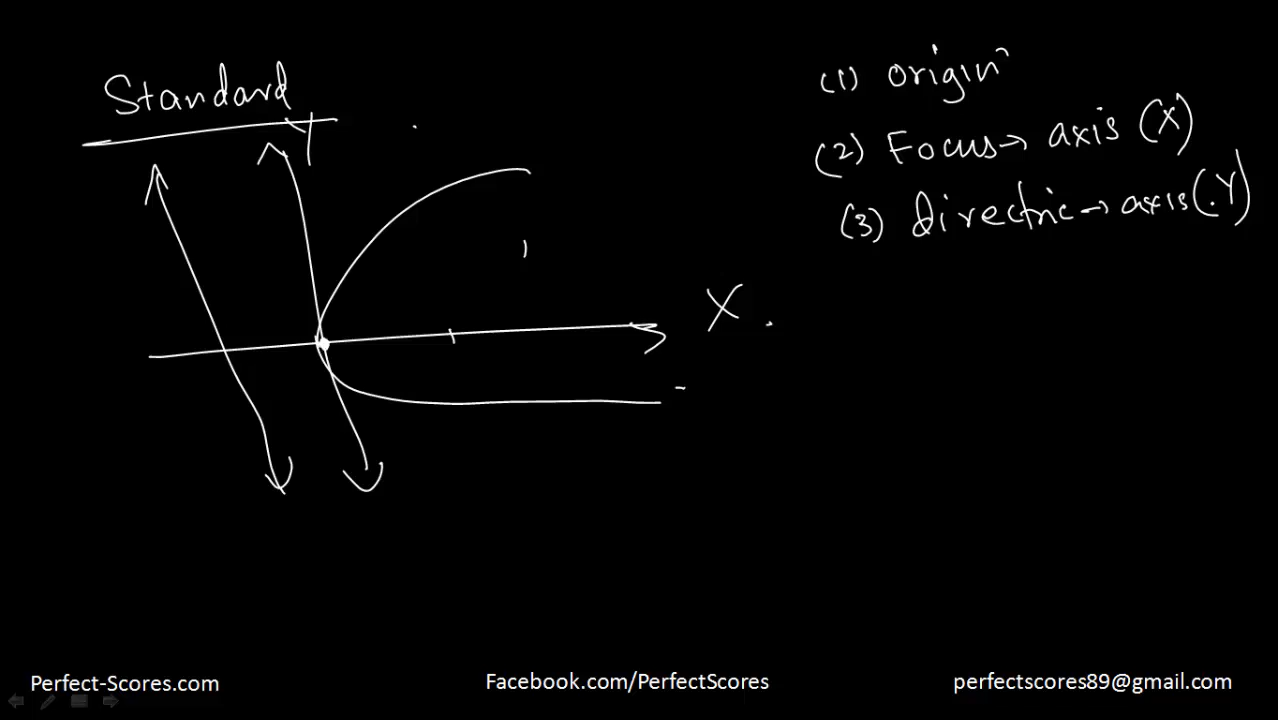 Standard
Y
X
(1) origin
(2) Focus → axis (X)
(3) directric → axis (Y)
Perfect-Scores.com
Facebook.com/PerfectScores
perfectscores89@gmail.com